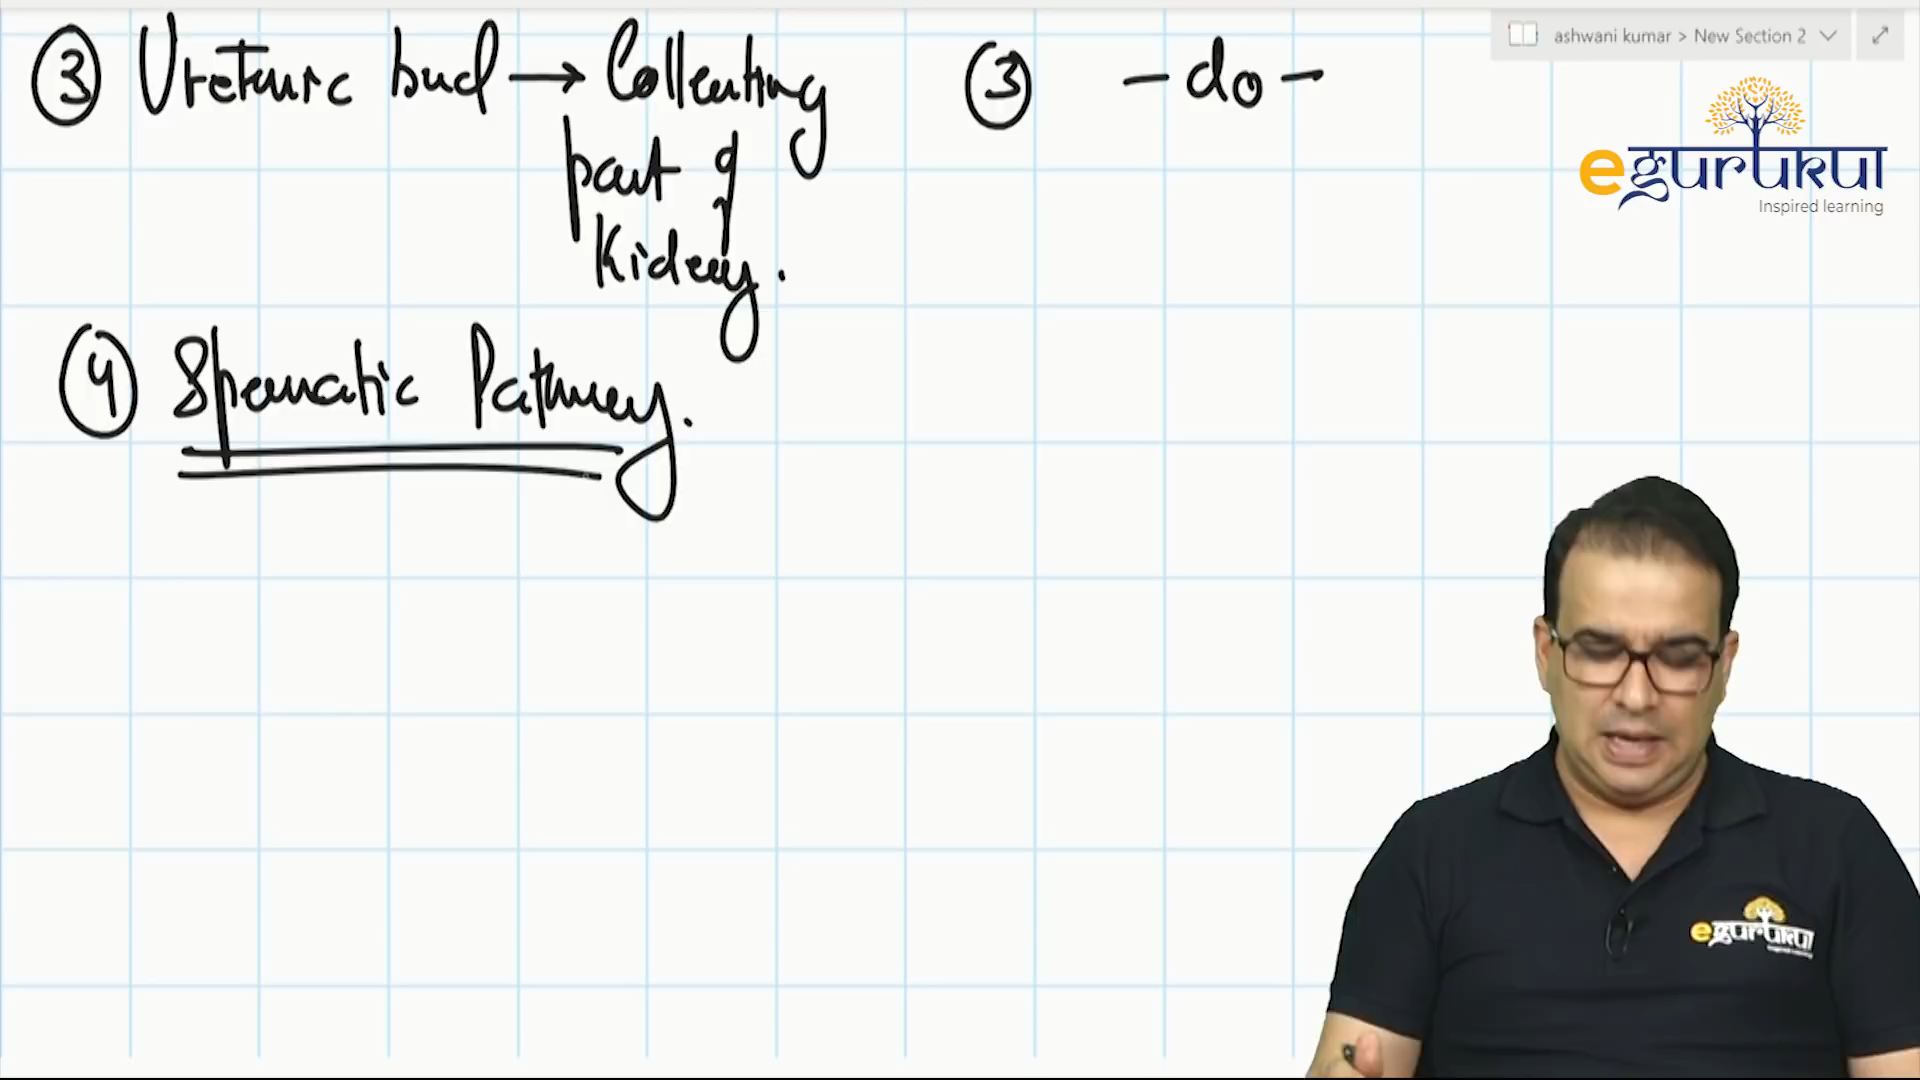 ③ Ureteric bud → Collecting
part of
Kidney.
④ Spermatic Pathway.
③ -do-
ashwani kumar > New Section 2
egurukul
Inspired learning
egurukul